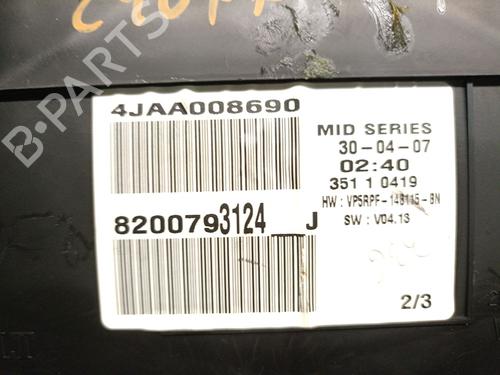 4JAA008690
MID SERIES
30-04-07
02:40
351 1 0419
HW : VP5RPF-14B115-BN
SW : V04.13
8200793124__J
2/3
B-PARTS